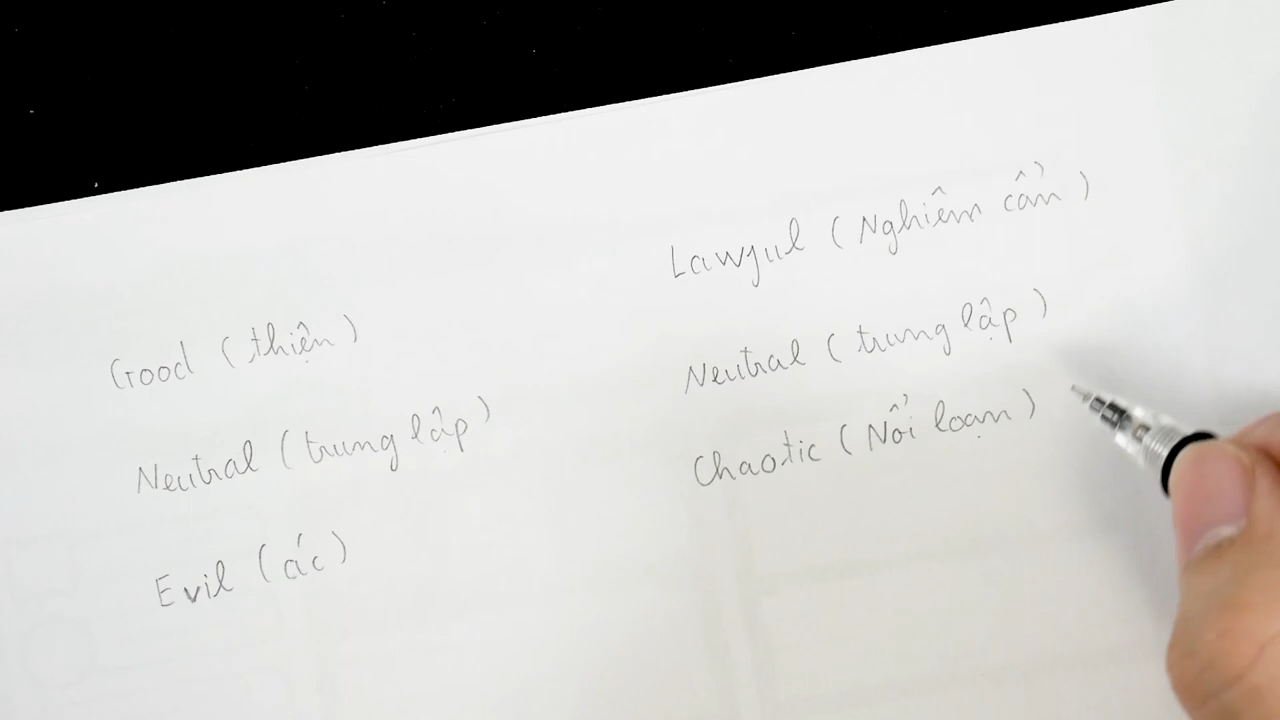 Good (thiện)
Neutral (trung lập)
Evil (ác)
Lawful (Nghiêm cẩn)
Neutral (trung lập)
Chaotic (Nổi loạn)